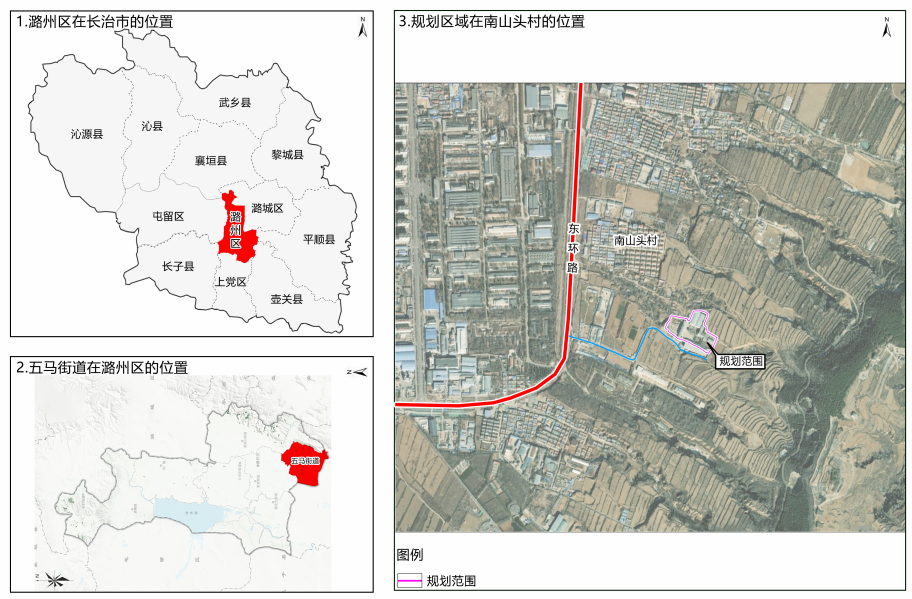 1.潞州区在长治市的位置
N
武乡县
沁源县
沁县
襄垣县
黎城县
屯留区
潞城区
潞州区
平顺县
长子县
上党区
壶关县
2.五马街道在潞州区的位置
N
五马街道
N
3.规划区域在南山头村的位置
N
东环路
南山头村
规划范围
图例
规划范围